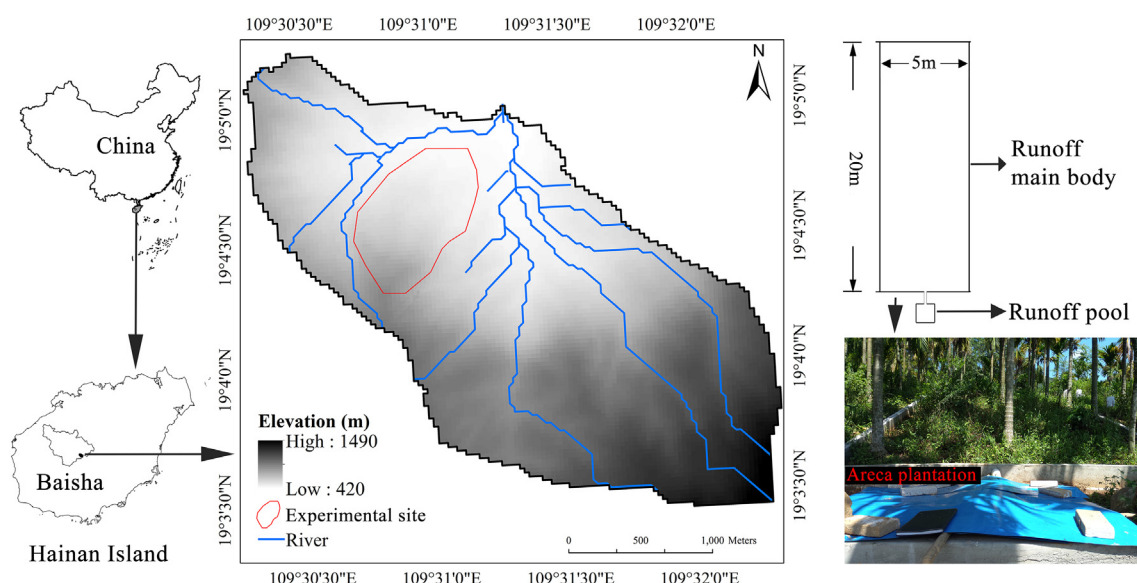 China
Baisha
Hainan Island
109°30'30"E 109°31'0"E 109°31'30"E 109°32'0"E
19°5'0"N
19°4'30"N
19°4'0"N
19°3'30"N
N
Elevation (m)
High : 1490
Low : 420
Experimental site
River
0 500 1,000 Meters
19°5'0"N
19°4'30"N
19°4'0"N
19°3'30"N
109°30'30"E 109°31'0"E 109°31'30"E 109°32'0"E
5m
20m
Runoff
main body
Runoff pool
Areca plantation